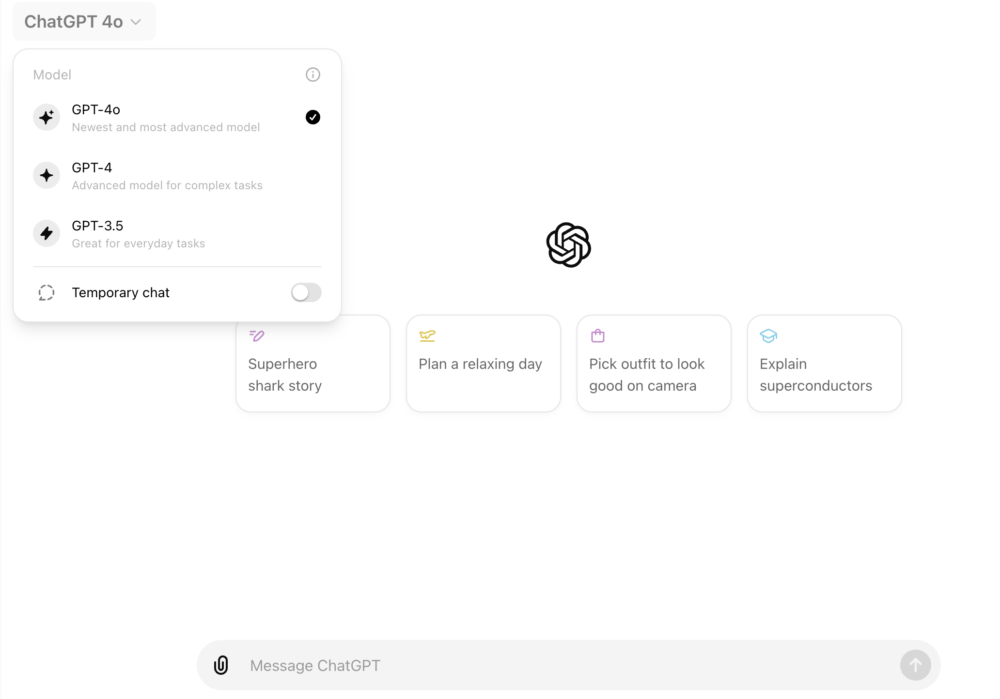 ChatGPT 4o
Model
GPT-4o
Newest and most advanced model
GPT-4
Advanced model for complex tasks
GPT-3.5
Great for everyday tasks
Temporary chat
Superhero
shark story
Plan a relaxing day
Pick outfit to look
good on camera
Explain
superconductors
Message ChatGPT